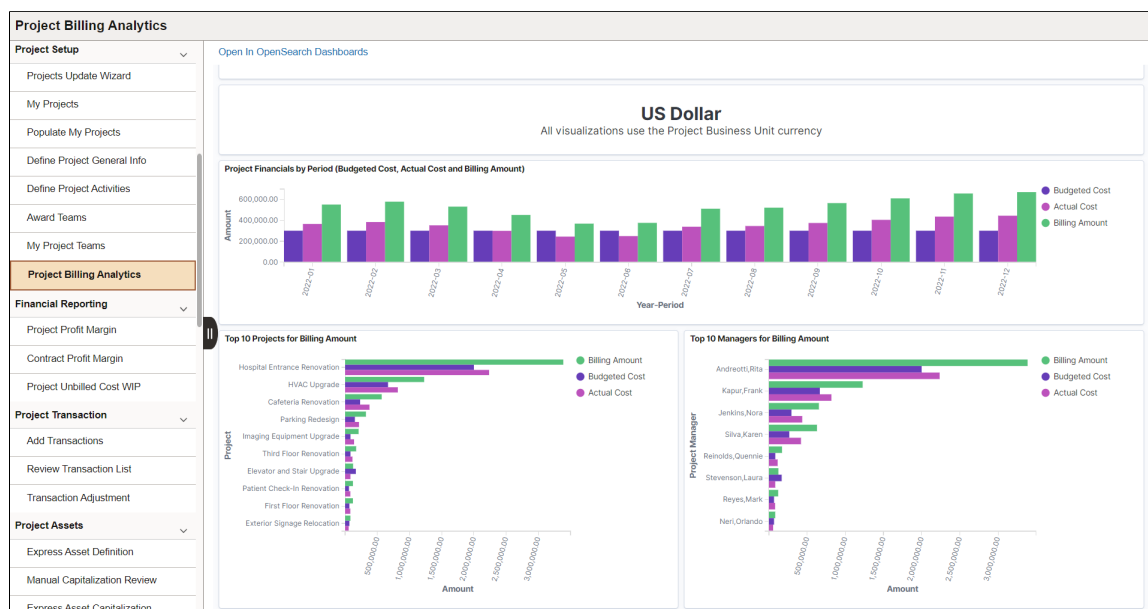 Project Billing Analytics
Project Setup
Projects Update Wizard
My Projects
Populate My Projects
Define Project General Info
Define Project Activities
Award Teams
My Project Teams
Project Billing Analytics
Financial Reporting
Project Profit Margin
Contract Profit Margin
Project Unbilled Cost WIP
Project Transaction
Add Transactions
Review Transaction List
Transaction Adjustment
Project Assets
Express Asset Definition
Manual Capitalization Review
Express Asset Capitalization
Open In OpenSearch Dashboards
US Dollar
All visualizations use the Project Business Unit currency
Project Financials by Period (Budgeted Cost, Actual Cost and Billing Amount)
Amount
600,000.00
400,000.00
200,000.00
0.00
2022-01
2022-02
2022-03
2022-04
2022-05
2022-06
2022-07
2022-08
2022-09
2022-10
2022-11
2022-12
Year-Period
Budgeted Cost
Actual Cost
Billing Amount
Top 10 Projects for Billing Amount
Project
Hospital Entrance Renovation
HVAC Upgrade
Cafeteria Renovation
Parking Redesign
Imaging Equipment Upgrade
Third Floor Renovation
Elevator and Stair Upgrade
Patient Check-In Renovation
First Floor Renovation
Exterior Signage Relocation
500,000.00
1,000,000.00
1,500,000.00
2,000,000.00
2,500,000.00
3,000,000.00
Amount
Billing Amount
Budgeted Cost
Actual Cost
Top 10 Managers for Billing Amount
Project Manager
Andreotti,Rita
Kapur,Frank
Jenkins,Nora
Silva,Karen
Reinolds,Quennie
Stevenson,Laura
Reyes,Mark
Neri,Orlando
500,000.00
1,000,000.00
1,500,000.00
2,000,000.00
2,500,000.00
3,000,000.00
Amount
Billing Amount
Budgeted Cost
Actual Cost